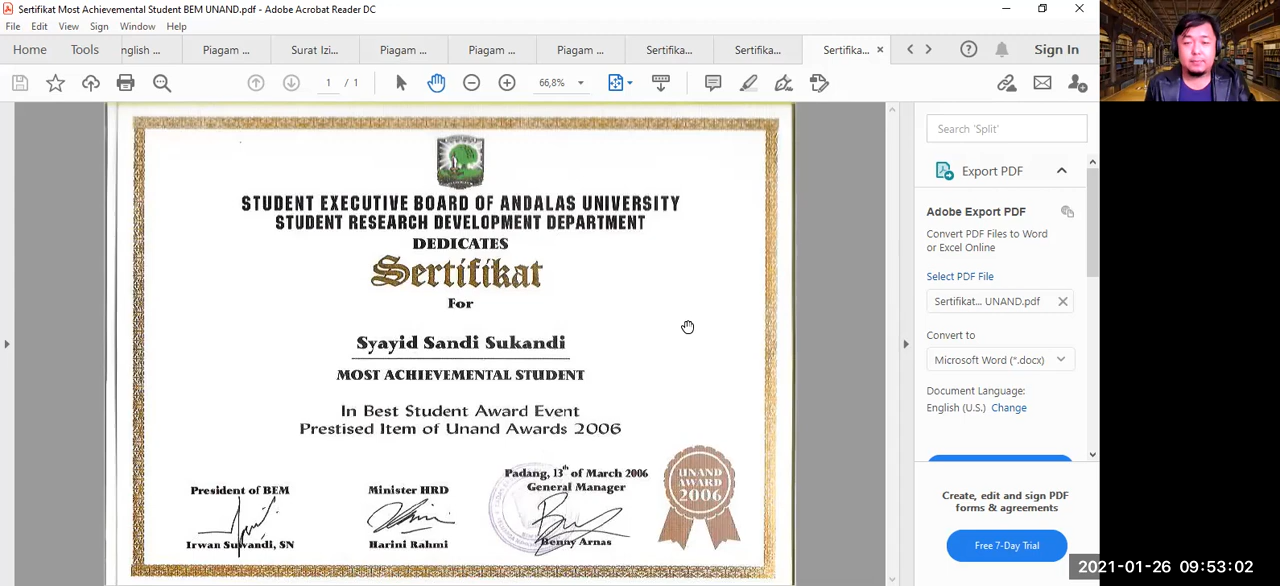 Sertifikat Most Achievemental Student BEM UNAND.pdf - Adobe Acrobat Reader DC
File Edit View Sign Window Help
Home Tools nglish ... Piagam ... Surat Izi... Piagam ... Piagam ... Piagam ... Sertifika... Sertifika... Sertifika... Sign In
1 / 1 66,8%
Search 'Split'
Export PDF
Adobe Export PDF
Convert PDF Files to Word
or Excel Online
Select PDF File
Sertifikat... UNAND.pdf
Convert to
Microsoft Word (*.docx)
Document Language:
English (U.S.) Change
Create, edit and sign PDF
forms & agreements
Free 7-Day Trial
STUDENT EXECUTIVE BOARD OF ANDALAS UNIVERSITY
STUDENT RESEARCH DEVELOPMENT DEPARTMENT
DEDICATES
Sertifikat
For
Syayid Sandi Sukandi
MOST ACHIEVEMENTAL STUDENT
In Best Student Award Event
Prestised Item of Unand Awards 2006
Padang, 13th of March 2006
President of BEM Minister HRD General Manager
Irwan Suwandi, SN Harini Rahmi Benny Arnas
UNAND
AWARD
2006
2021-01-26 09:53:02